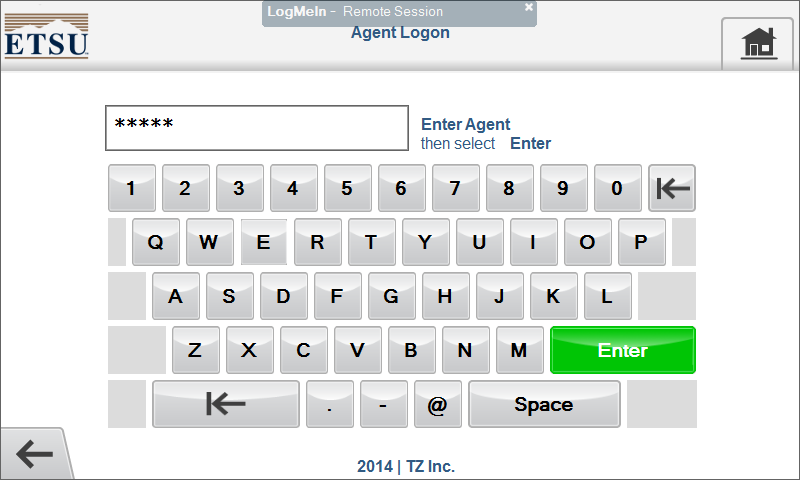 LogMeIn - Remote Session
ETSU
Agent Logon
*****
Enter Agent
then select Enter
1 2 3 4 5 6 7 8 9 0
Q W E R T Y U I O P
A S D F G H J K L
Z X C V B N M Enter
. - @ Space
2014 | TZ Inc.